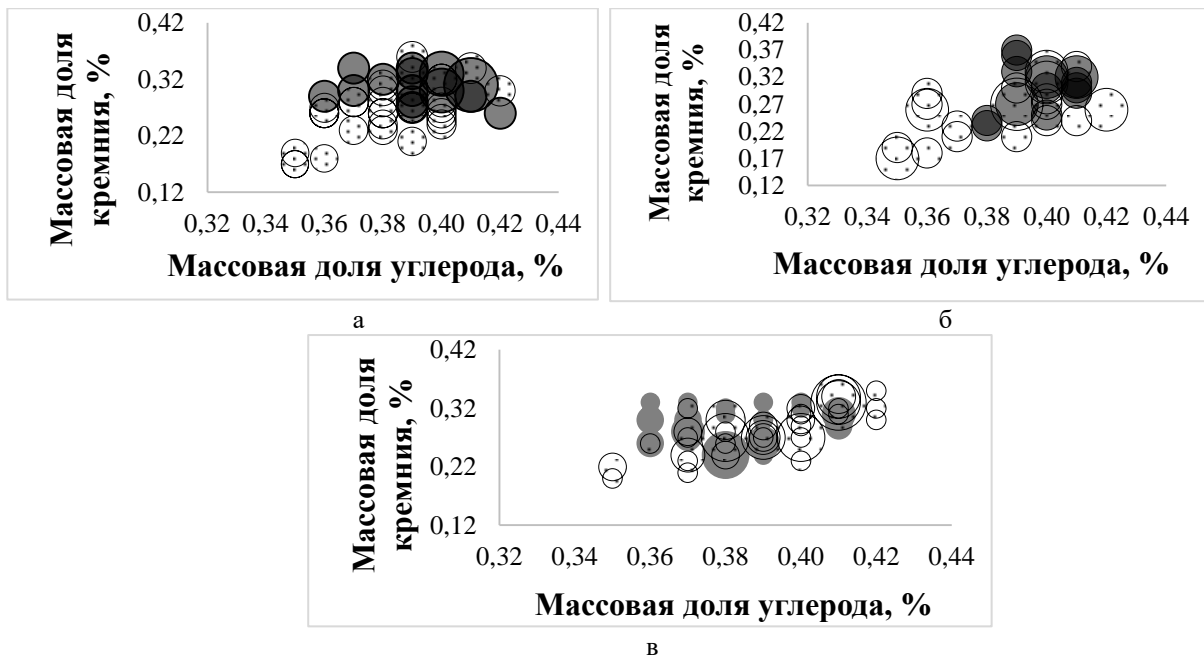 Массовая доля
кремния, %
0,42
0,32
0,22
0,12
0,32 0,34 0,36 0,38 0,40 0,42 0,44
Массовая доля углерода, %
а
Массовая доля
кремния, %
0,42
0,37
0,32
0,27
0,22
0,17
0,12
0,32 0,34 0,36 0,38 0,40 0,42 0,44
Массовая доля углерода, %
б
Массовая доля
кремния, %
0,42
0,32
0,22
0,12
0,32 0,34 0,36 0,38 0,40 0,42 0,44
Массовая доля углерода, %
в